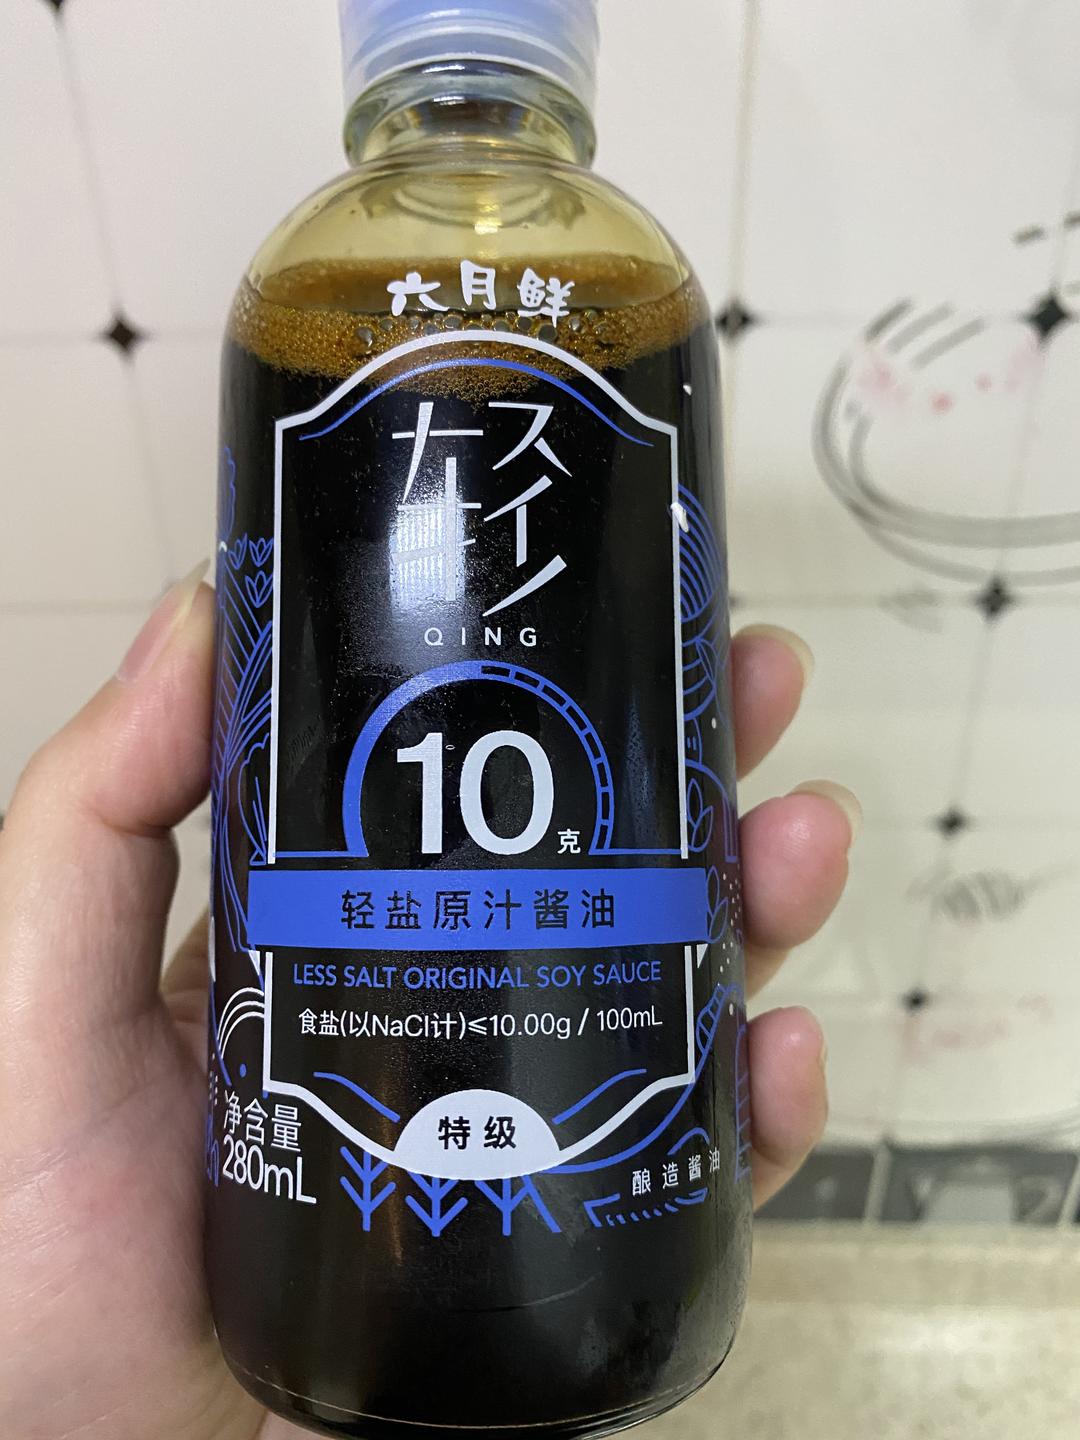 六月鲜
轻
QING
10克
轻盐原汁酱油
LESS SALT ORIGINAL SOY SAUCE
食盐(以NaCl计)≤10.00g / 100mL
特级
净含量
280mL
酿造酱油